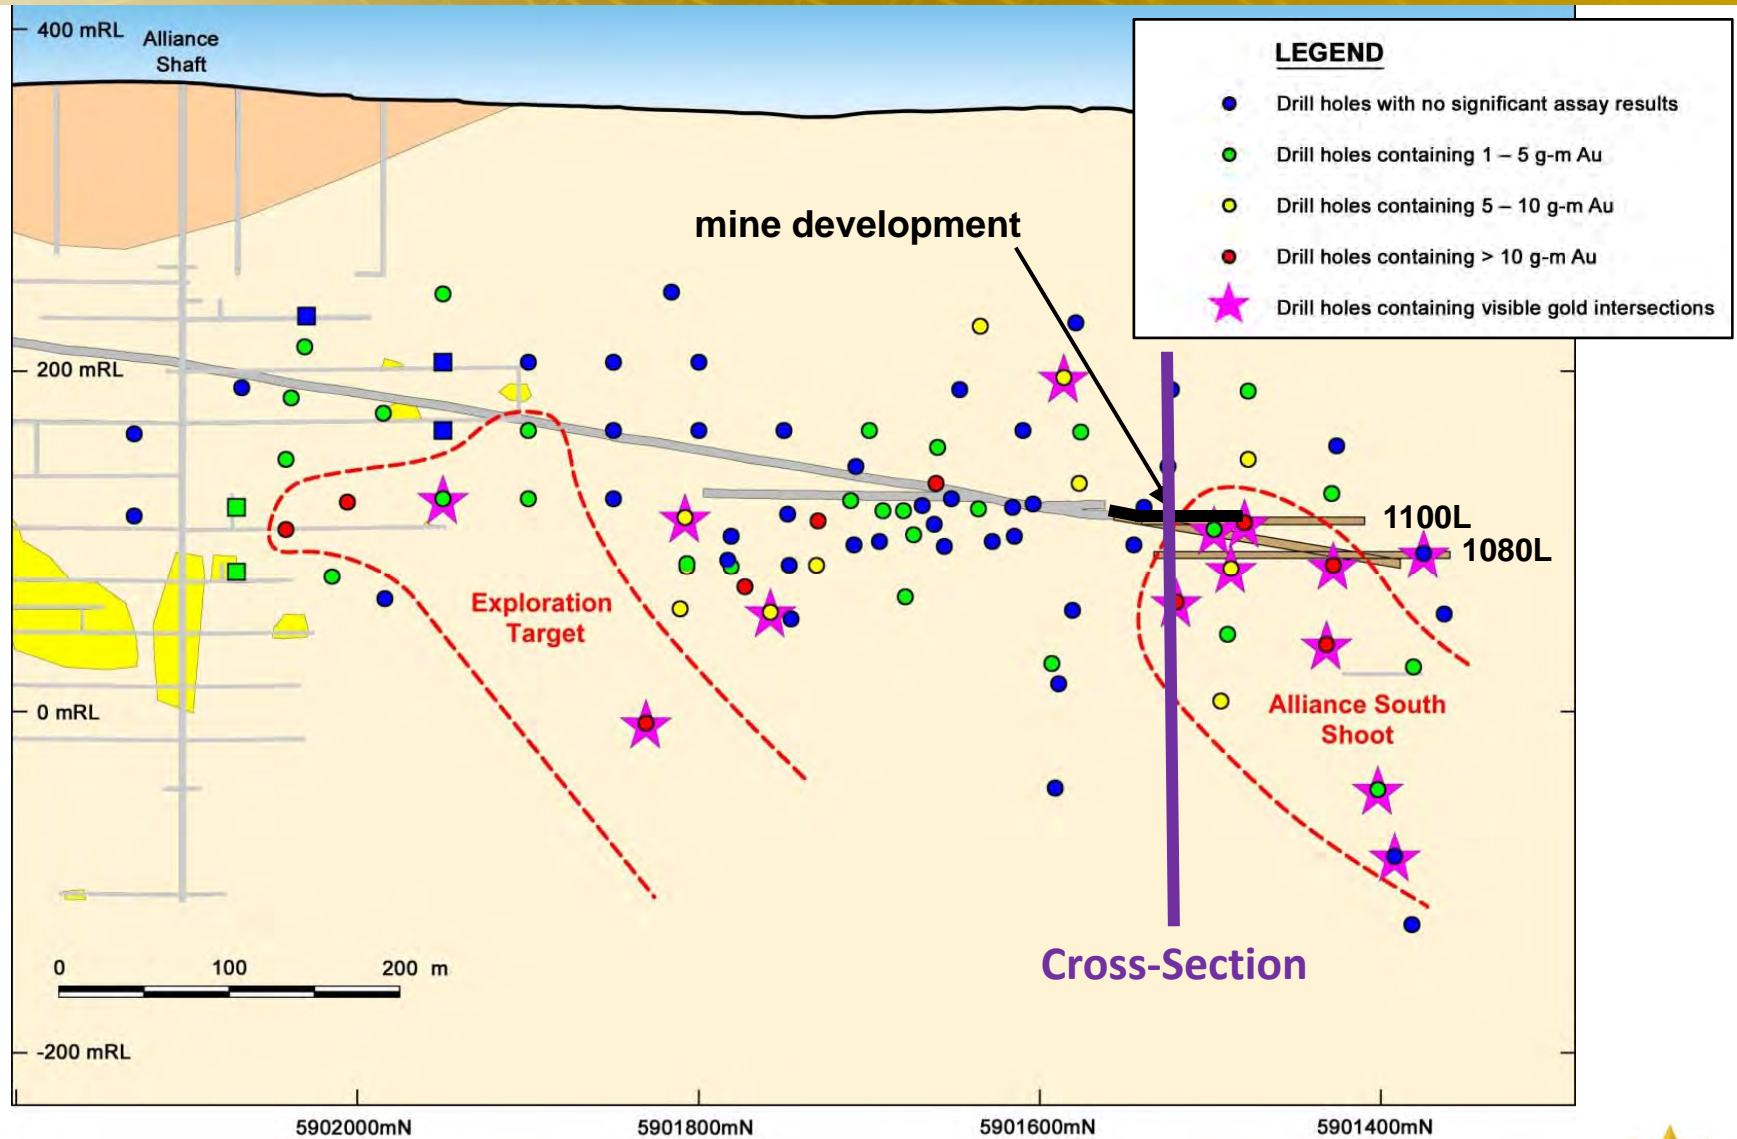 400 mRL
Alliance
Shaft
LEGEND
Drill holes with no significant assay results
Drill holes containing 1 – 5 g-m Au
Drill holes containing 5 – 10 g-m Au
Drill holes containing > 10 g-m Au
Drill holes containing visible gold intersections
mine development
200 mRL
1100L
1080L
Exploration
Target
Alliance South
Shoot
0 mRL
Cross-Section
0 100 200 m
-200 mRL
5902000mN 5901800mN 5901600mN 5901400mN